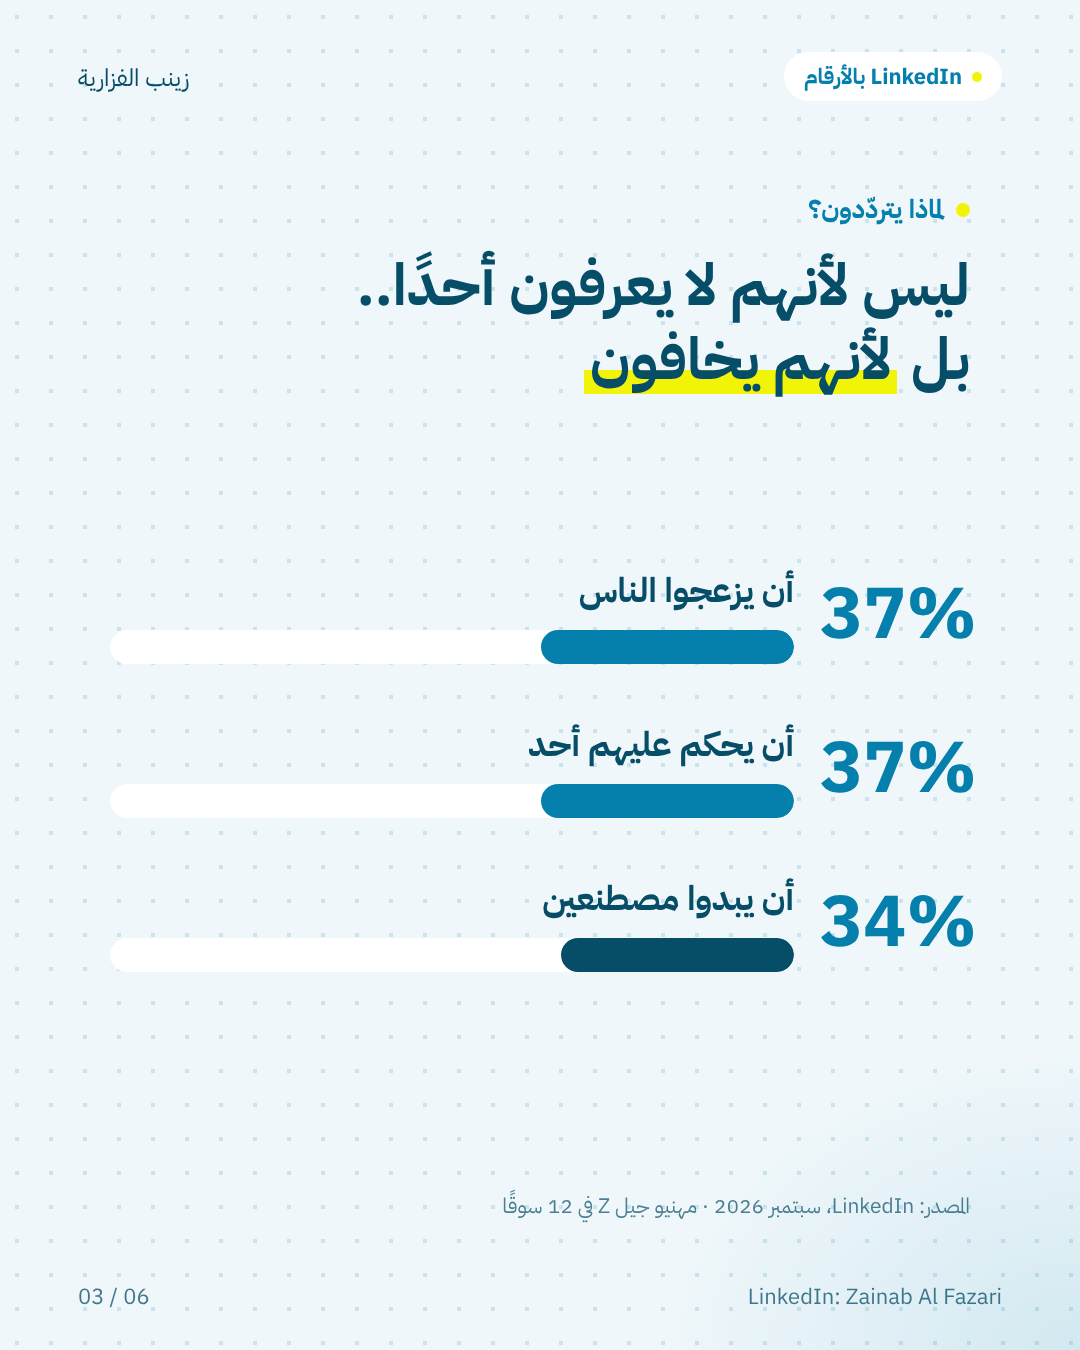 LinkedIn بالأرقام
زينب الفزارية
لماذا يتردّدون؟
ليس لأنهم لا يعرفون أحدًا..
بل لأنهم يخافون
37%
أن يزعجوا الناس
37%
أن يحكم عليهم أحد
34%
أن يبدوا مصطنعين
المصدر: LinkedIn، سبتمبر 2026 · مهنيو جيل Z في 12 سوقًا
LinkedIn: Zainab Al Fazari
03 / 06